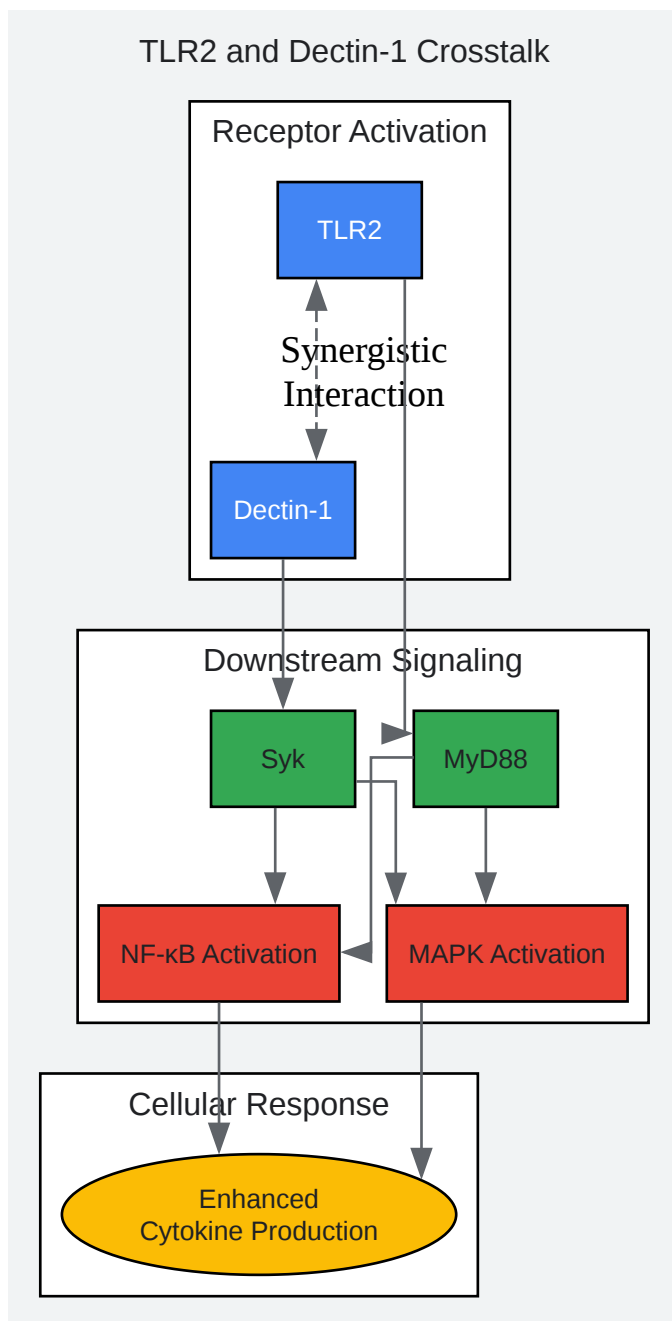 TLR2 and Dectin-1 Crosstalk
Receptor Activation
TLR2
Synergistic
Interaction
Dectin-1
Downstream Signaling
Syk
MyD88
NF-κB Activation
MAPK Activation
Cellular Response
Enhanced
Cytokine Production